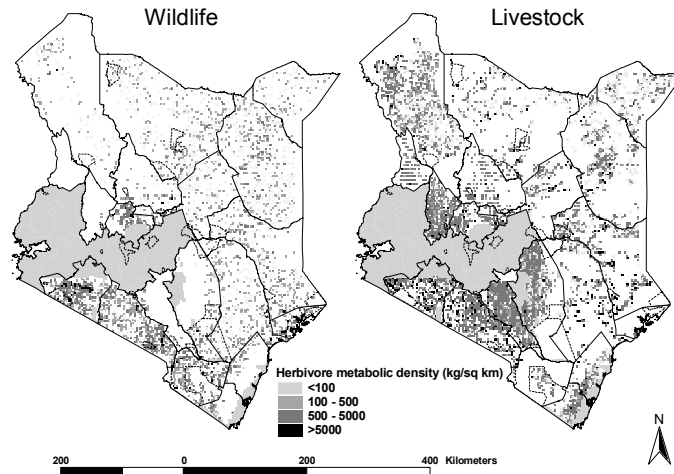 Wildlife
Livestock
Herbivore metabolic density (kg/sq km)
<100
100 - 500
500 - 5000
>5000
N
200 0 200 400 Kilometers